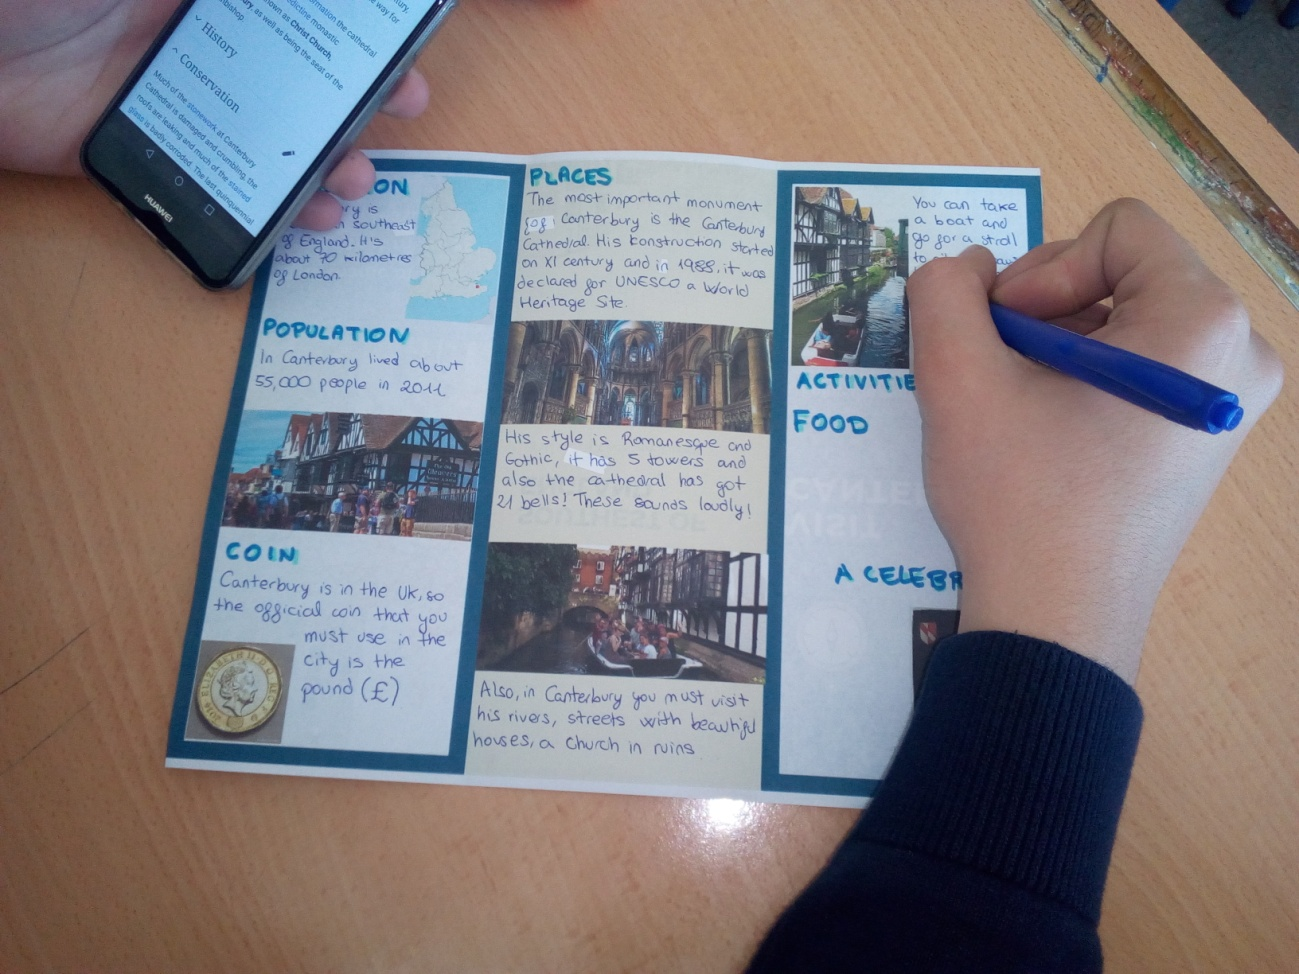 History
Conservation
Much of the stonework at Canterbury
Cathedral is damaged and crumbling, the
roofs are leaking and much of the stained
glass is badly corroded. The last quinquennial
HUAWEI
southeast
of England. It's
about 70 kilometres
of London.
POPULATION
In Canterbury lived about
55,000 people in 2011
COIN
Canterbury is in the UK, so
the official coin that you
must use in the
city is the
pound (£)
PLACES
The most important monument
Canterbury is the Canterbury
Cathedral. His konstruction started
on XI century and in 1988, it was
declared for UNESCO a World
Heritage Site.
His style is Romanesque and
Gothic, it has 5 towers and
also the cathedral has got
21 bells! These sounds loudly!
Also, in Canterbury you must visit
his rivers, streets with beautiful
houses, a church in ruins
You can take
a boat and
go for a stroll
ACTIVITIE
FOOD
A CELEBR